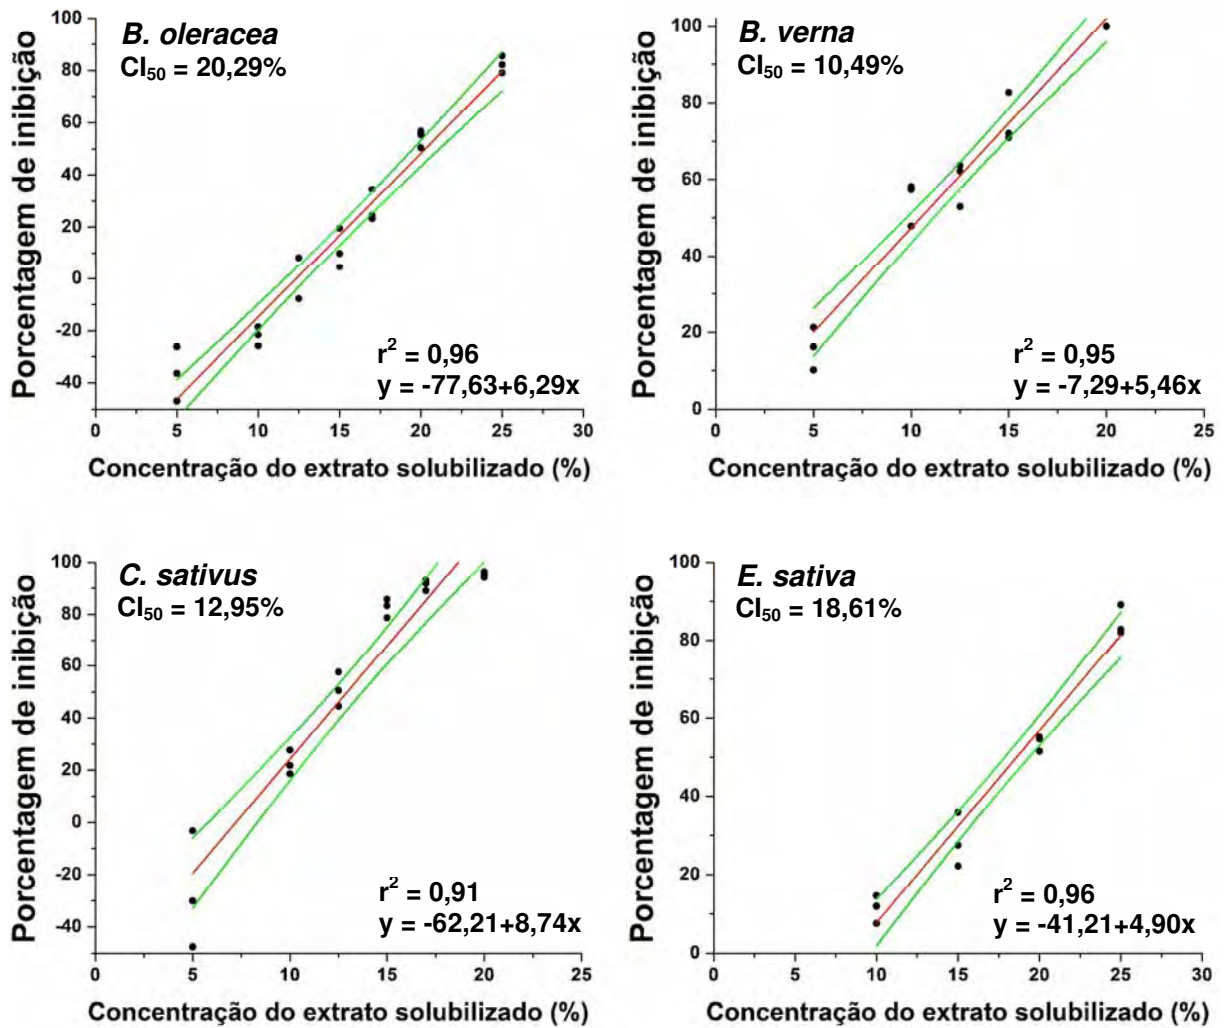 B. oleracea
CI50 = 20,29%
Porcentagem de inibição
100
80
60
40
20
0
-20
-40
r2 = 0,96
y = -77,63+6,29x
0 5 10 15 20 25 30
Concentração do extrato solubilizado (%)
B. verna
CI50 = 10,49%
Porcentagem de inibição
100
80
60
40
20
0
r2 = 0,95
y = -7,29+5,46x
0 5 10 15 20 25
Concentração do extrato solubilizado (%)
C. sativus
CI50 = 12,95%
Porcentagem de inibição
100
80
60
40
20
0
-20
-40
r2 = 0,91
y = -62,21+8,74x
0 5 10 15 20 25
Concentração do extrato solubilizado (%)
E. sativa
CI50 = 18,61%
Porcentagem de inibição
100
80
60
40
20
0
r2 = 0,96
y = -41,21+4,90x
0 5 10 15 20 25 30
Concentração do extrato solubilizado (%)